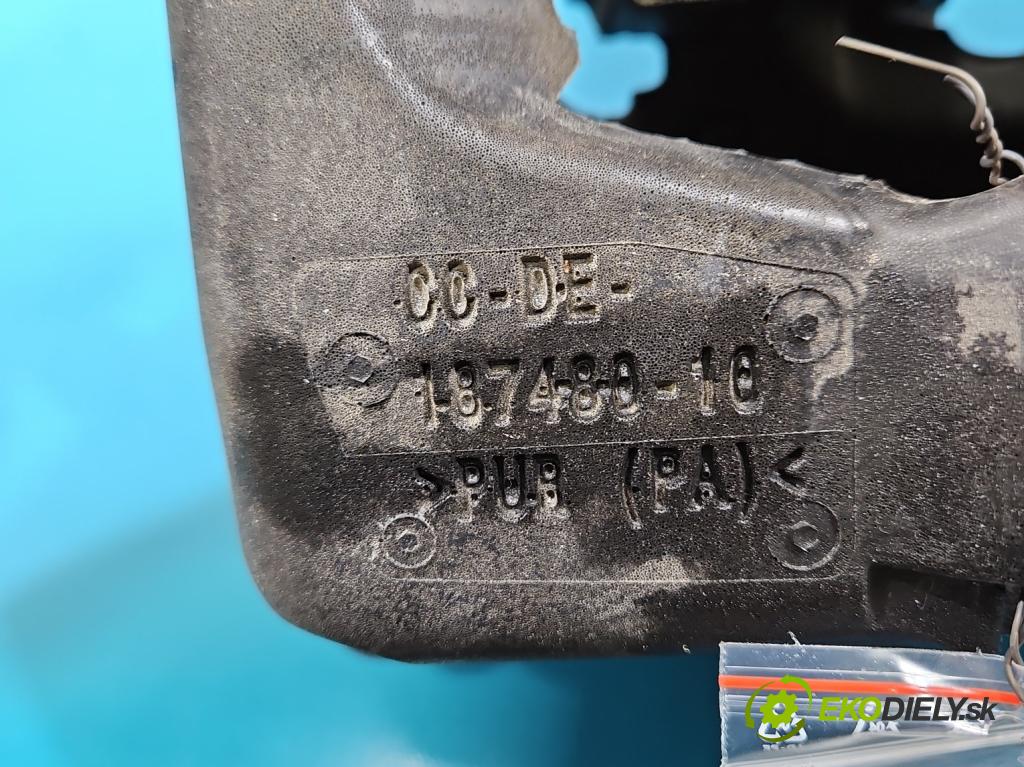 CC-DE-
187480-10
>PUR (PA)<
EKODIELY.sk